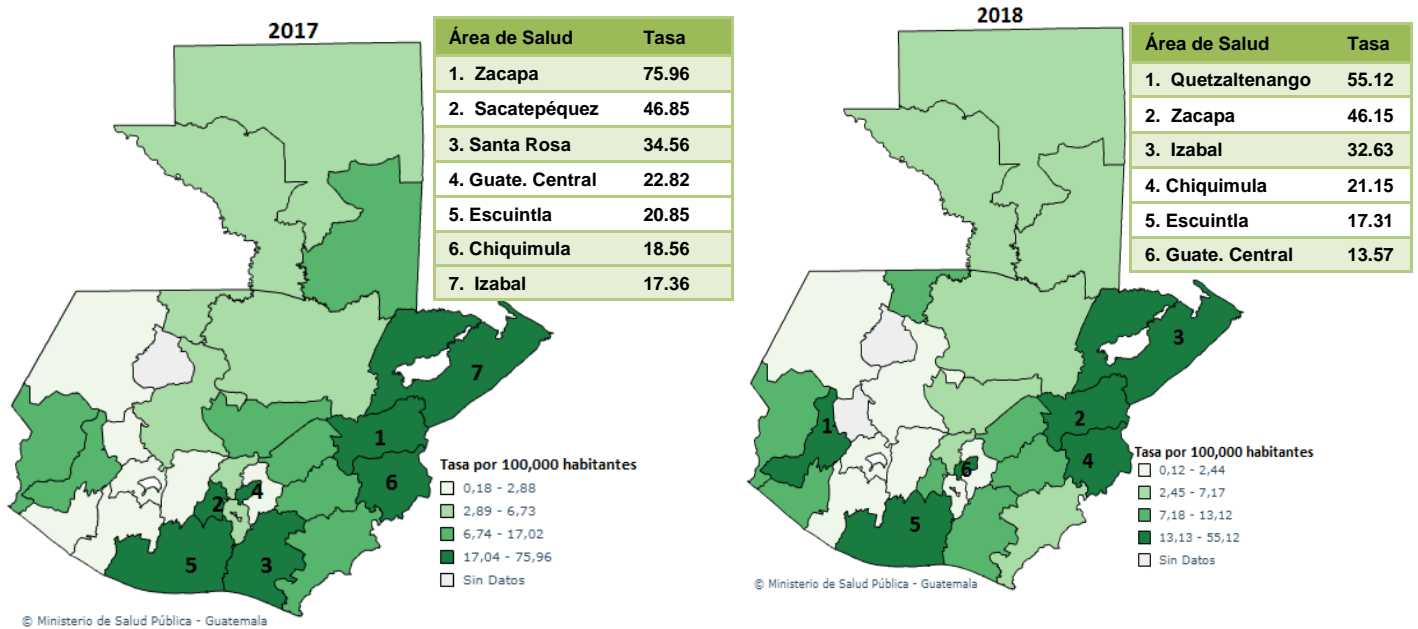 2017
Área de Salud Tasa
1. Zacapa 75.96
2. Sacatepéquez 46.85
3. Santa Rosa 34.56
4. Guate. Central 22.82
5. Escuintla 20.85
6. Chiquimula 18.56
7. Izabal 17.36
7
1
6
4
2
5
3
Tasa por 100,000 habitantes
0,18 - 2,88
2,89 - 6,73
6,74 - 17,02
17,04 - 75,96
Sin Datos
© Ministerio de Salud Pública - Guatemala
2018
Área de Salud Tasa
1. Quetzaltenango 55.12
2. Zacapa 46.15
3. Izabal 32.63
4. Chiquimula 21.15
5. Escuintla 17.31
6. Guate. Central 13.57
3
2
1
4
6
5
Tasa por 100,000 habitantes
0,12 - 2,44
2,45 - 7,17
7,18 - 13,12
13,13 - 55,12
Sin Datos
© Ministerio de Salud Pública - Guatemala